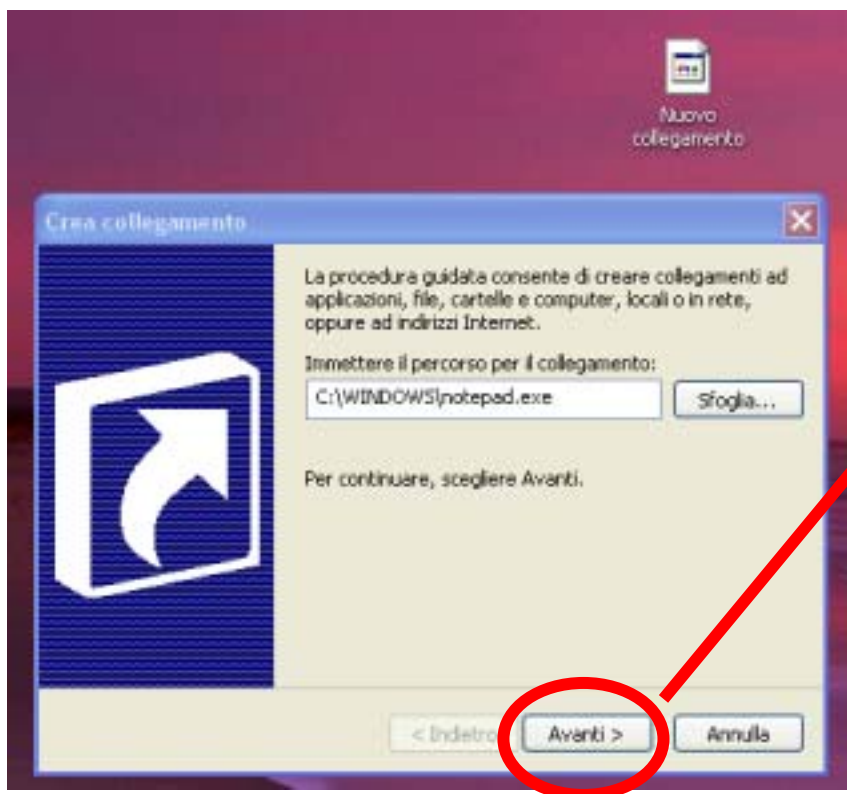 Nuovo
collegamento
Crea collegamento
La procedura guidata consente di creare collegamenti ad
applicazioni, file, cartelle e computer, locali o in rete,
oppure ad indirizzi Internet.
Immettere il percorso per il collegamento:
C:\WINDOWS\notepad.exe
Sfoglia...
Per continuare, scegliere Avanti.
< Indietro
Avanti >
Annulla